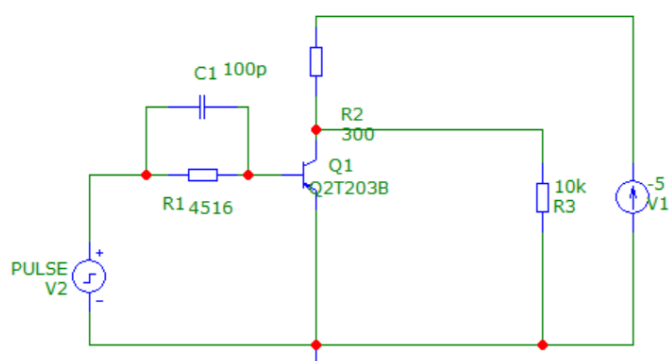 C1 100p
R2
300
Q1
Q2T203B
R1 4516
10k
R3
-5
V1
PULSE
V2
+
-